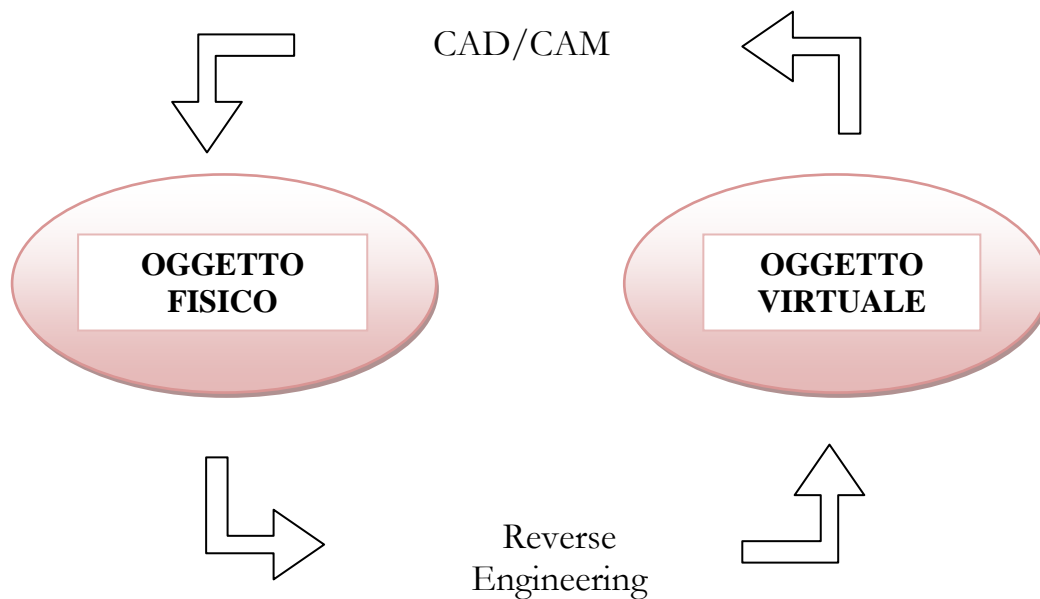 CAD/CAM
OGGETTO
FISICO
OGGETTO
VIRTUALE
Reverse
Engineering